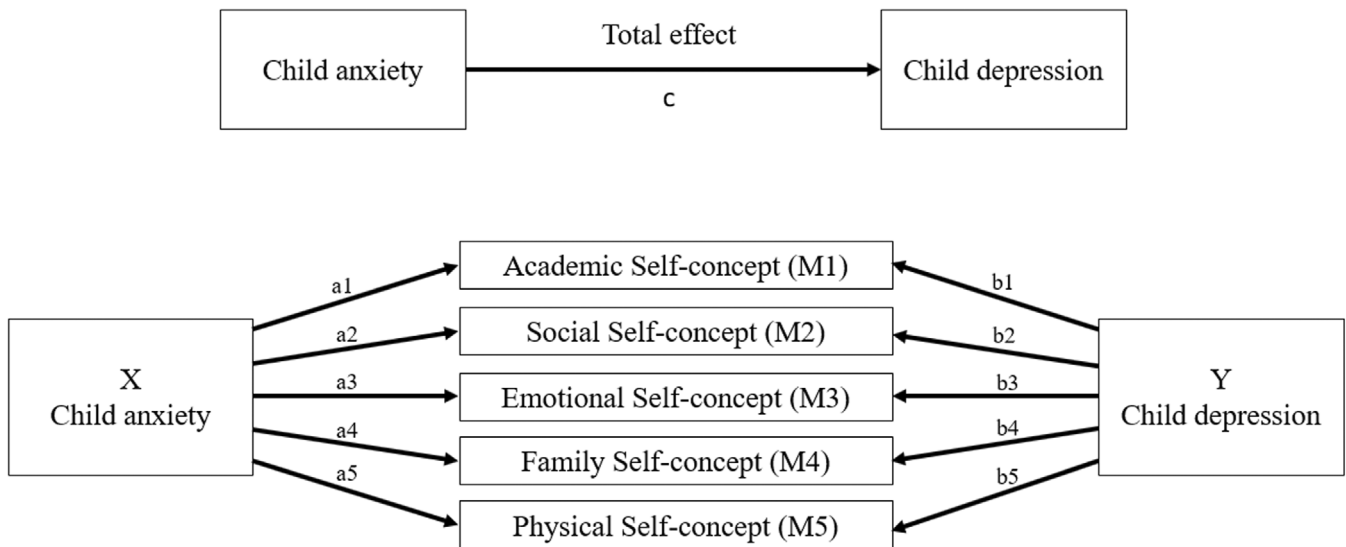 Total effect
Child anxiety
Child depression
c
Academic Self-concept (M1)
a1
b1
Social Self-concept (M2)
a2
b2
X
Child anxiety
a3
Emotional Self-concept (M3)
b3
Y
Child depression
a4
b4
Family Self-concept (M4)
a5
b5
Physical Self-concept (M5)